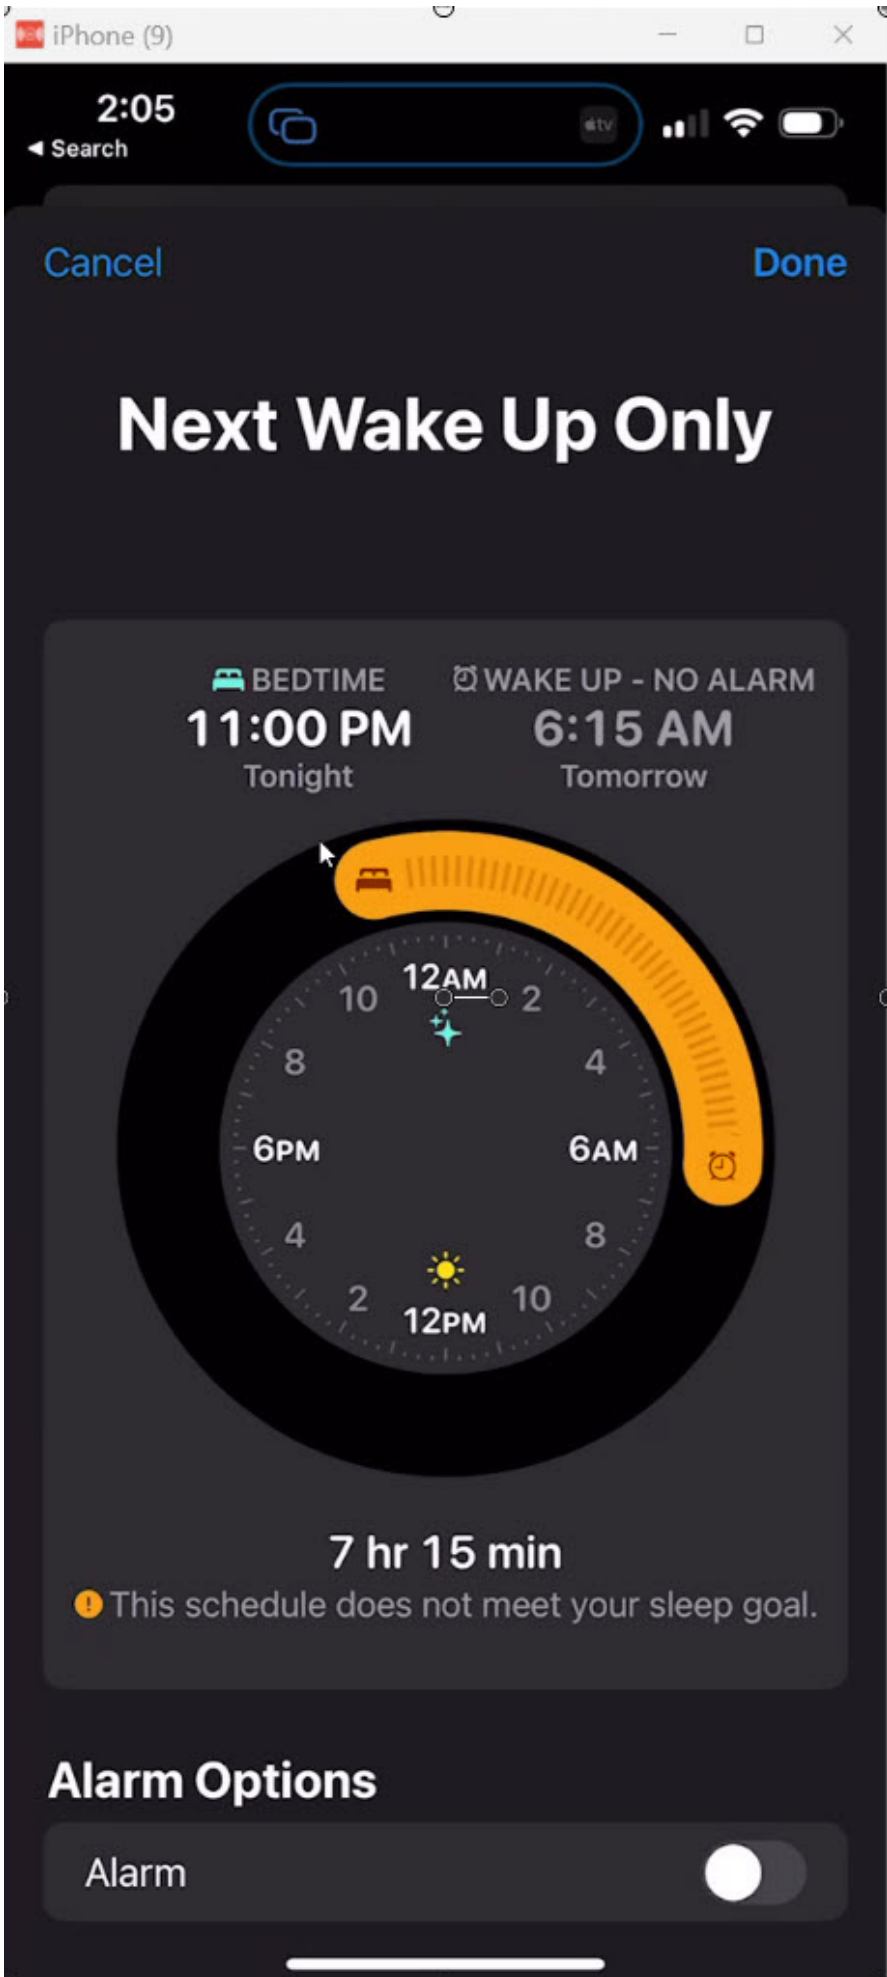 iPhone (9)
2:05
◀ Search
tv
Cancel
Done
Next Wake Up Only
BEDTIME
11:00 PM
Tonight
WAKE UP - NO ALARM
6:15 AM
Tomorrow
12AM
2
4
6AM
8
10
12PM
2
4
6PM
8
10
7 hr 15 min
This schedule does not meet your sleep goal.
Alarm Options
Alarm